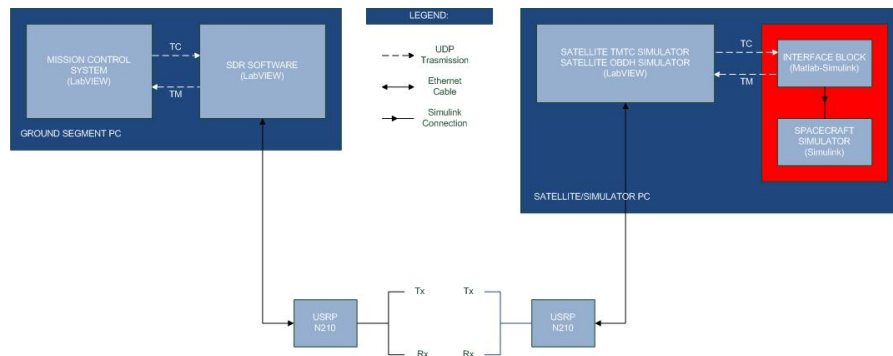 MISSION CONTROL
SYSTEM
(LabVIEW)
TC
TM
SDR SOFTWARE
(LabVIEW)
GROUND SEGMENT PC
LEGEND:
UDP
Trasmission
Ethernet
Cable
Simulink
Connection
SATELLITE TMTC SIMULATOR
SATELLITE OBDH SIMULATOR
(LabVIEW)
TC
TM
INTERFACE BLOCK
(Matlab-Simulink)
SPACECRAFT
SIMULATOR
(Simulink)
SATELLITE/SIMULATOR PC
USRP
N210
Tx
Rx
Tx
Rx
USRP
N210